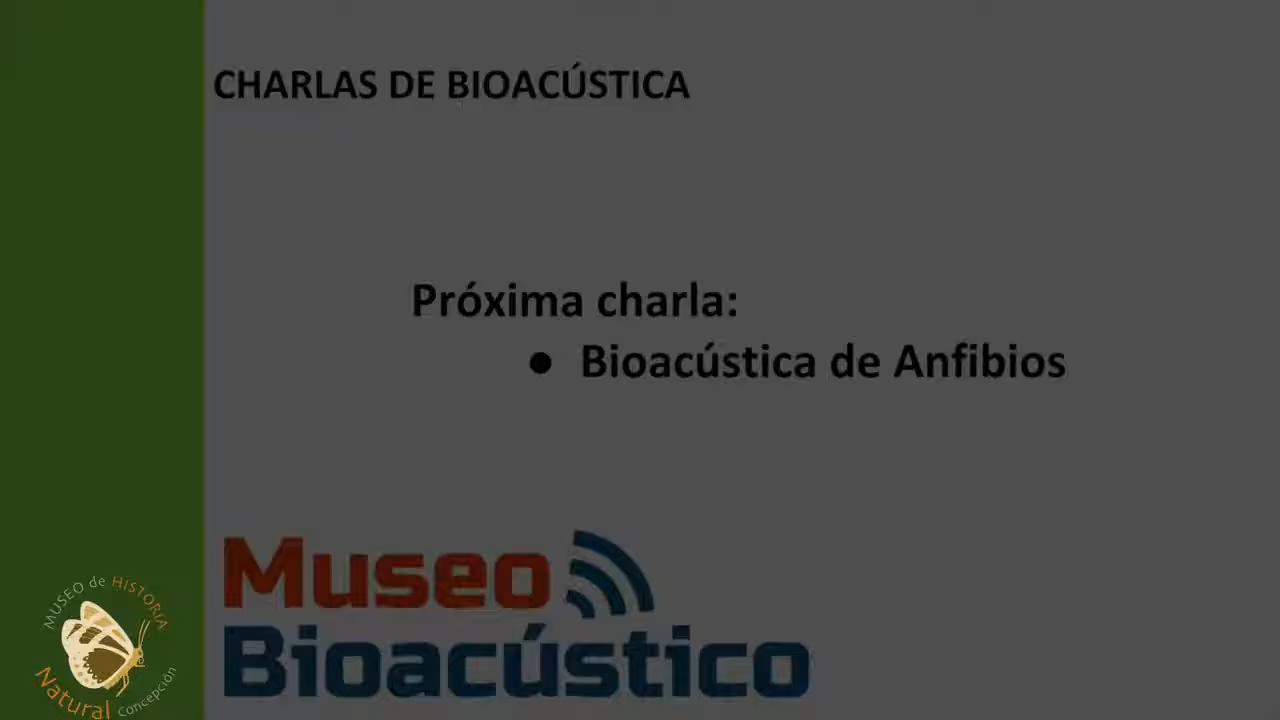 CHARLAS DE BIOACÚSTICA
Próxima charla:
● Bioacústica de Anfibios
Museo
Bioacústico
MUSEO de HISTORIA
Natural Concepción